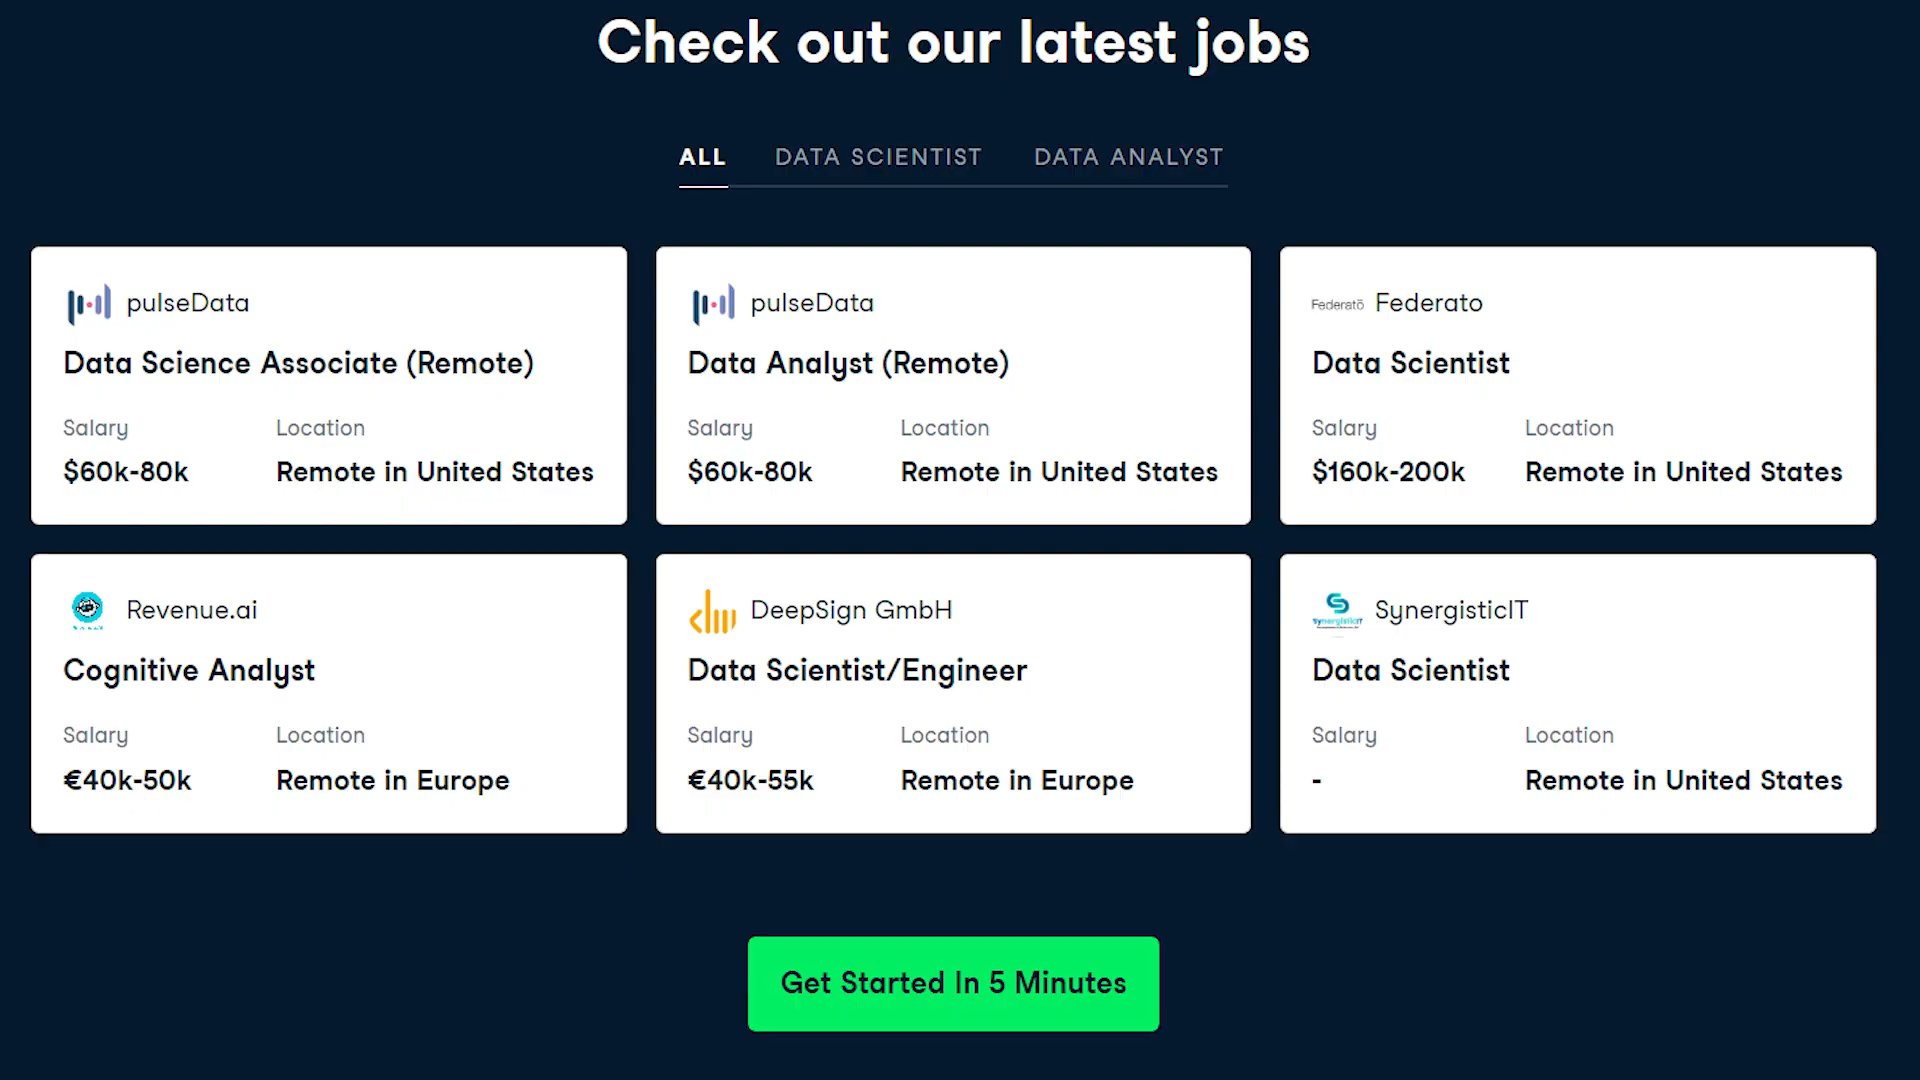 Check out our latest jobs
ALL DATA SCIENTIST DATA ANALYST
pulseData
Data Science Associate (Remote)
Salary Location
$60k-80k Remote in United States
pulseData
Data Analyst (Remote)
Salary Location
$60k-80k Remote in United States
Federatō Federato
Data Scientist
Salary Location
$160k-200k Remote in United States
Revenue.ai
Cognitive Analyst
Salary Location
€40k-50k Remote in Europe
DeepSign GmbH
Data Scientist/Engineer
Salary Location
€40k-55k Remote in Europe
SynergisticIT SynergisticIT
Data Scientist
Salary Location
- Remote in United States
Get Started In 5 Minutes